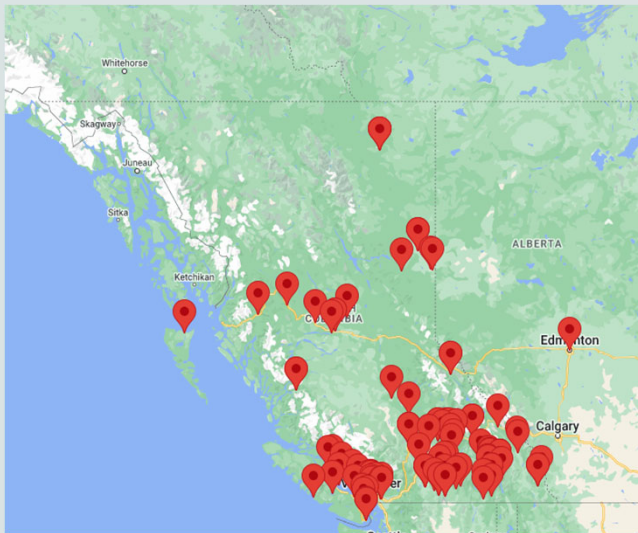 Whitehorse
Skagway
Juneau
Sitka
ALBERTA
Ketchikan
Edmonton
Calgary